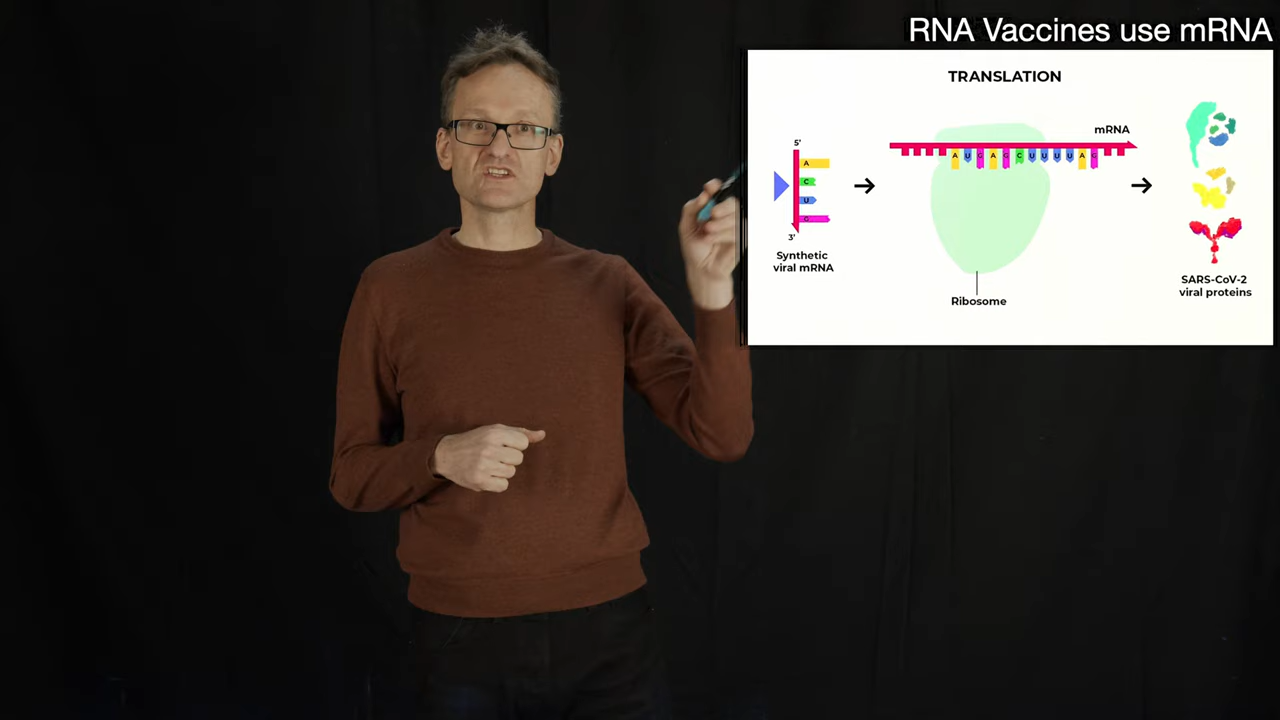 RNA Vaccines use mRNA
TRANSLATION
5'
A
C
U
G
3'
Synthetic
viral mRNA
mRNA
A U G A G C U U U U A G
Ribosome
SARS-CoV-2
viral proteins